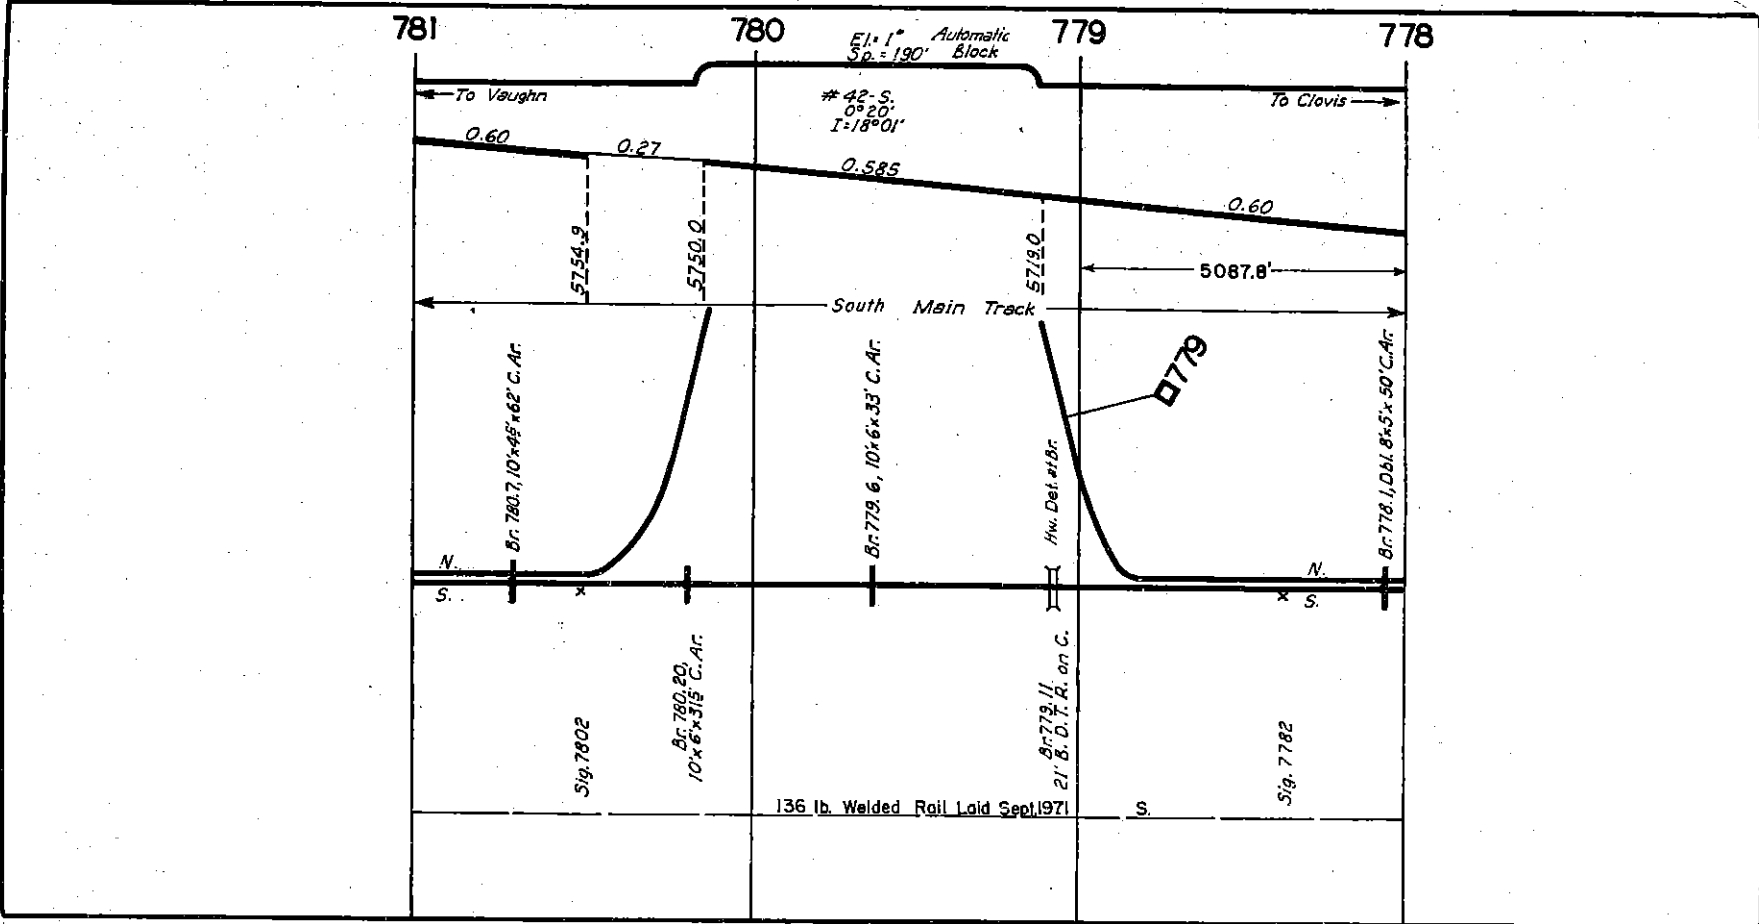 781
780
779
778
El.= 1" Automatic
Sp. = 190' Block
To Vaughn
# 42-S.
0°20'
I=18°01'
To Clovis
0.60
0.27
0.585
0.60
5754.9
5750.0
5719.0
5087.8'
South Main Track
779
Br. 780.7, 10'x4.5'x62' C. Ar.
Br. 779.6, 10'x6'x33' C. Ar.
Hw. Det. at Br.
Br. 778.1, Dbl. 8'x5'x50' C. Ar.
N.
S.
N.
S.
Sig. 7802
Br. 780.20,
10'x6'x31.5' C. Ar.
Br. 779.11
21' B. D. T. R. on C.
Sig. 7782
136 lb. Welded Rail Laid Sept. 1971 S.